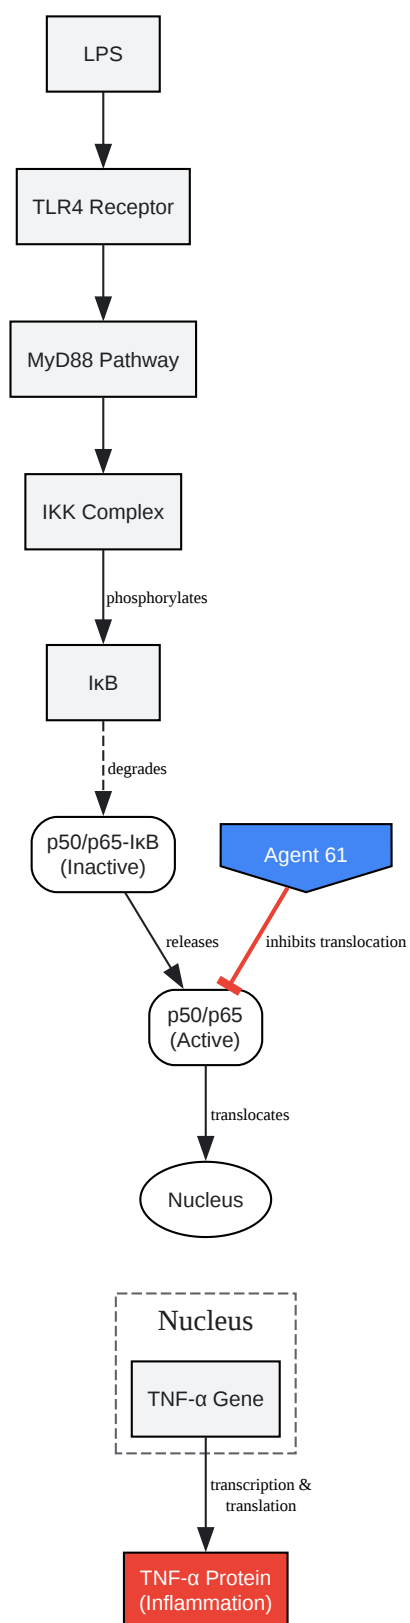 LPS
TLR4 Receptor
MyD88 Pathway
IKK Complex
phosphorylates
IκB
degrades
p50/p65-IκB
(Inactive)
Agent 61
releases
inhibits translocation
p50/p65
(Active)
translocates
Nucleus
Nucleus
TNF-α Gene
transcription &
translation
TNF-α Protein
(Inflammation)